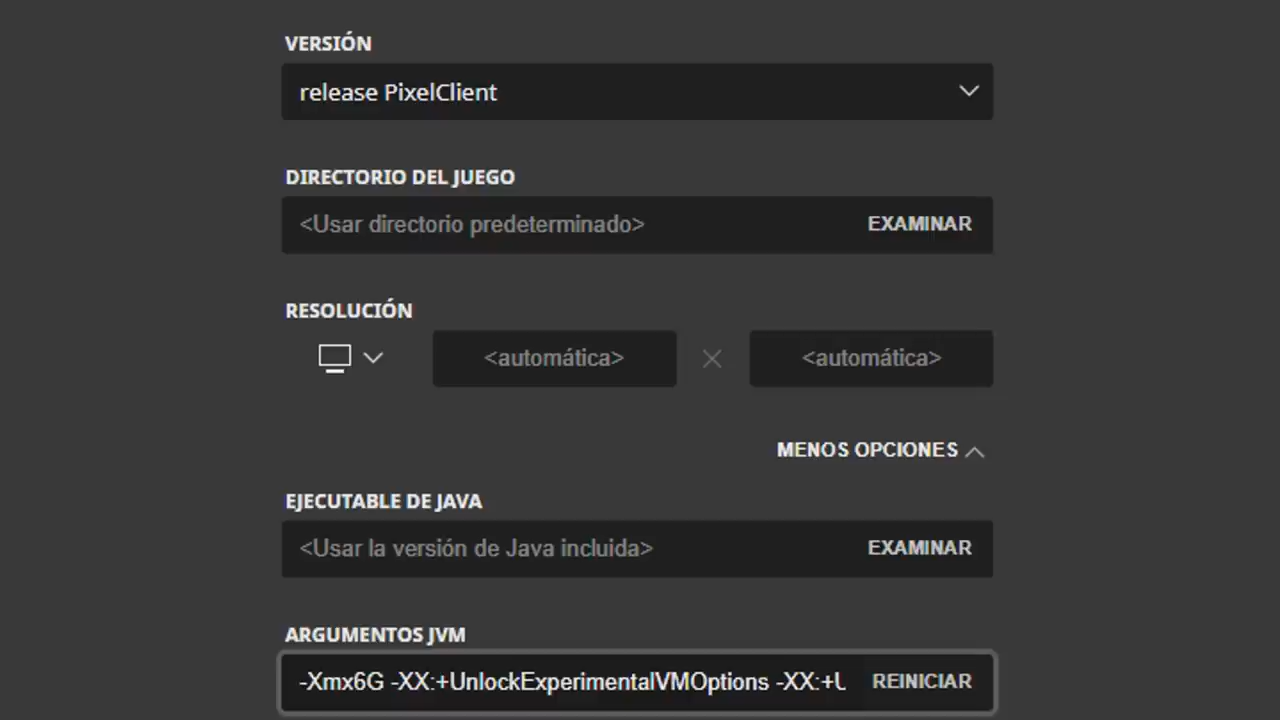 VERSIÓN
release PixelClient
DIRECTORIO DEL JUEGO
<Usar directorio predeterminado> EXAMINAR
RESOLUCIÓN
<automática> <automática>
MENOS OPCIONES
EJECUTABLE DE JAVA
<Usar la versión de Java incluida> EXAMINAR
ARGUMENTOS JVM
-Xmx6G -XX:+UnlockExperimentalVMOptions -XX:+U REINICIAR